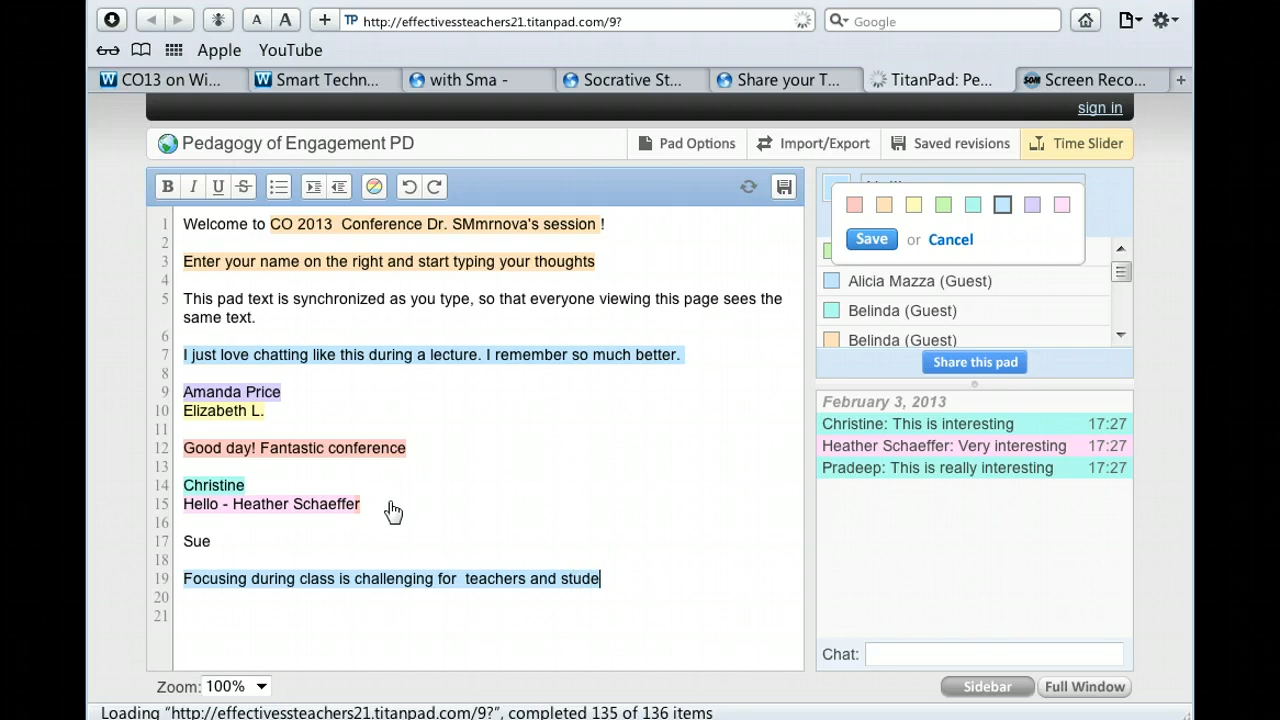 A A + TP http://effectivessteachers21.titanpad.com/9? Google
Apple YouTube
W CO13 on Wi... W Smart Techn... with Sma - Socrative St... Share your T... TitanPad: Pe... som Screen Reco... +
sign in
Pedagogy of Engagement PD Pad Options Import/Export Saved revisions Time Slider
B I U S
1 Welcome to CO 2013  Conference Dr. SMmrnova's session !
2
3 Enter your name on the right and start typing your thoughts
4
5 This pad text is synchronized as you type, so that everyone viewing this page sees the
same text.
6
7 I just love chatting like this during a lecture. I remember so much better.
8
9 Amanda Price
10 Elizabeth L.
11
12 Good day! Fantastic conference
13
14 Christine
15 Hello - Heather Schaeffer
16
17 Sue
18
19 Focusing during class is challenging for  teachers and stude
20
21
Save or Cancel
Alicia Mazza (Guest)
Belinda (Guest)
Belinda (Guest)
Share this pad
February 3, 2013
Christine: This is interesting 17:27
Heather Schaeffer: Very interesting 17:27
Pradeep: This is really interesting 17:27
Chat:
Zoom: 100% Sidebar Full Window
Loading “http://effectivessteachers21.titanpad.com/9?”, completed 135 of 136 items